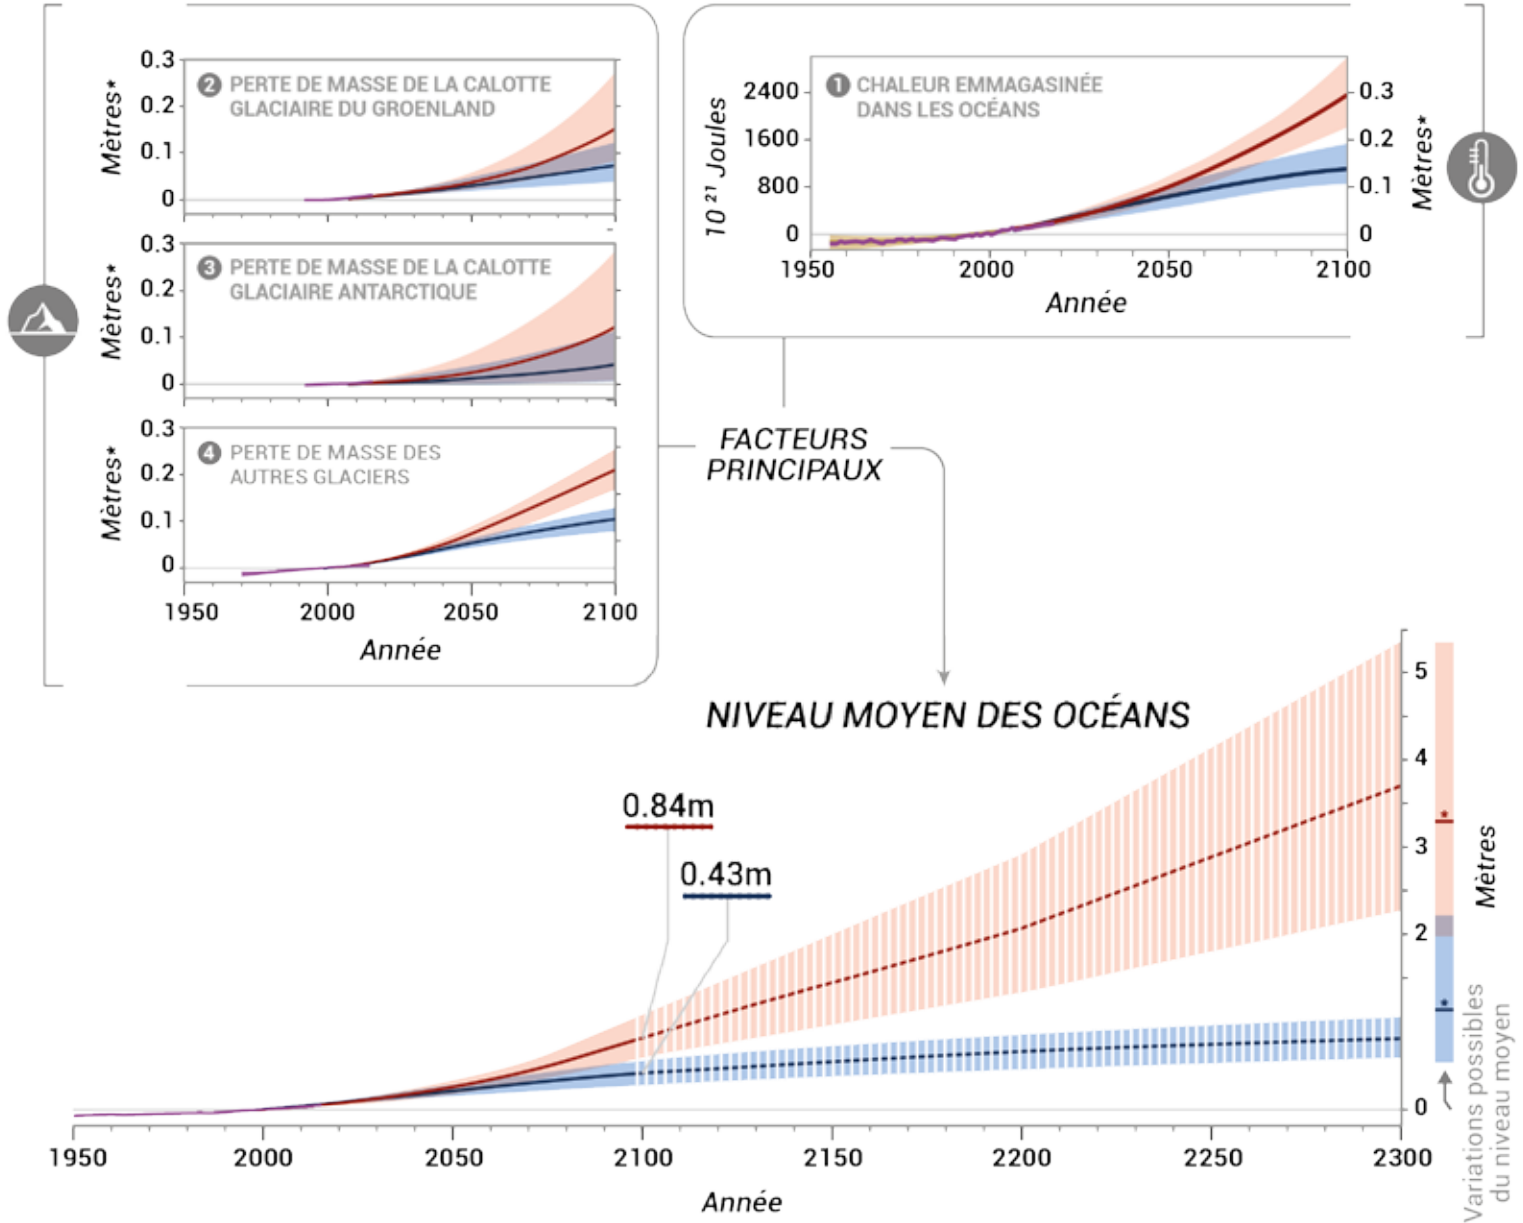 0.3
0.2
0.1
0
Mètres*
2 PERTE DE MASSE DE LA CALOTTE
GLACIAIRE DU GROENLAND
0.3
0.2
0.1
0
Mètres*
3 PERTE DE MASSE DE LA CALOTTE
GLACIAIRE ANTARCTIQUE
0.3
0.2
0.1
0
Mètres*
4 PERTE DE MASSE DES
AUTRES GLACIERS
1950 2000 2050 2100
Année
2400
1600
800
0
10 21 Joules
1 CHALEUR EMMAGASINÉE
DANS LES OCÉANS
0.3
0.2
0.1
0
Mètres*
1950 2000 2050 2100
Année
FACTEURS
PRINCIPAUX
NIVEAU MOYEN DES OCÉANS
0.84m
0.43m
5
4
3
2
0
Mètres
*
*
Variations possibles
du niveau moyen
1950 2000 2050 2100 2150 2200 2250 2300
Année